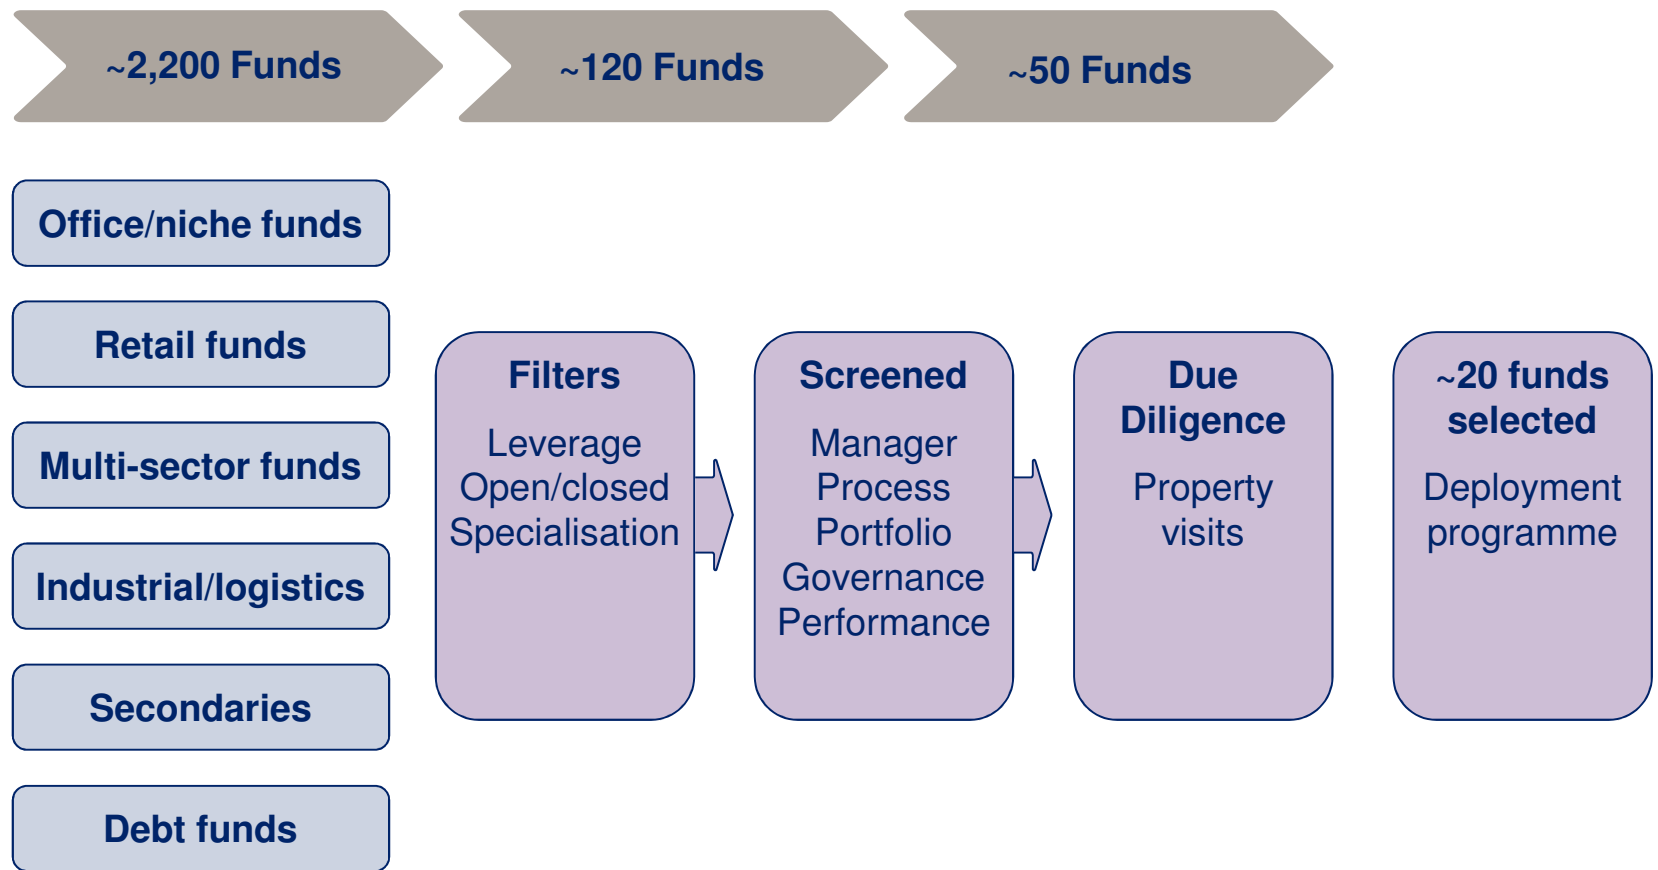 ~2,200 Funds
~120 Funds
~50 Funds
Office/niche funds
Retail funds
Multi-sector funds
Industrial/logistics
Secondaries
Debt funds
Filters
Leverage
Open/closed
Specialisation
Screened
Manager
Process
Portfolio
Governance
Performance
Due
Diligence
Property
visits
~20 funds
selected
Deployment
programme